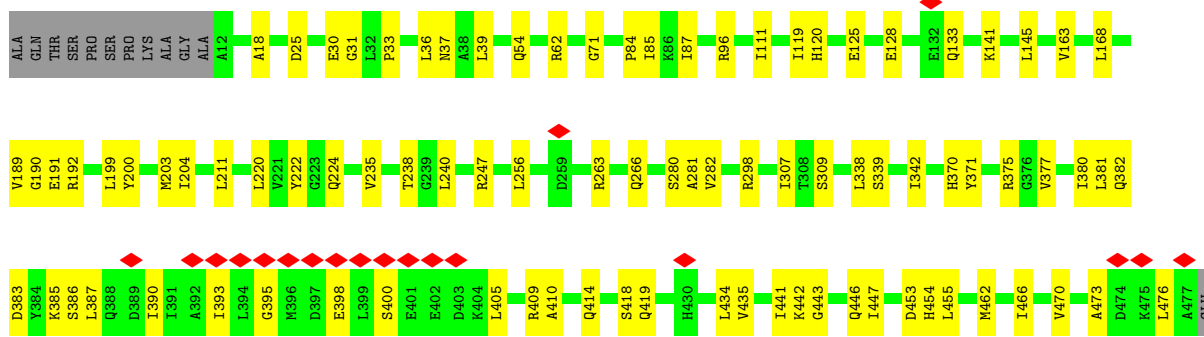 ALA GLN THR SER PRO SER PRO LYS ALA GLY ALA A12 A18 D25 E30 G31 L32 P33 L36 N37 A38 L39 Q54 R62 G71 P84 I85 K86 I87 R96 I111 I119 H120 E125 E128 E132 Q133 K141 L145 V163 L168
V189 G190 E191 R192 L199 Y200 M203 I204 L211 L220 V221 Y222 G223 Q224 V235 T238 G239 L240 R247 L256 D259 R263 Q266 S280 A281 V282 R298 I307 T308 S309 L338 S339 I342 H370 Y371 R375 G376 V377 I380 L381 Q382
D383 Y384 K385 S386 L387 Q388 D389 I390 I391 A392 I393 L394 G395 M396 D397 E398 L399 S400 E401 E402 D403 K404 L405 R409 A410 Q414 S418 Q419 H430 L434 V435 I441 K442 G443 Q446 I447 D453 H454 L455 M462 I466 V470 A473 D474 K475 L476 A477